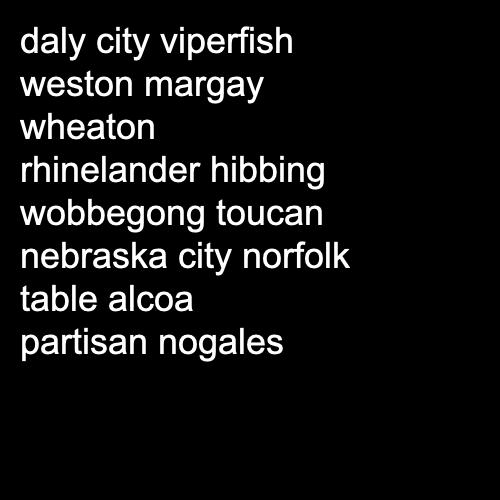 daly city viperfish
weston margay
wheaton
rhinelander hibbing
wobbegong toucan
nebraska city norfolk
table alcoa
partisan nogales